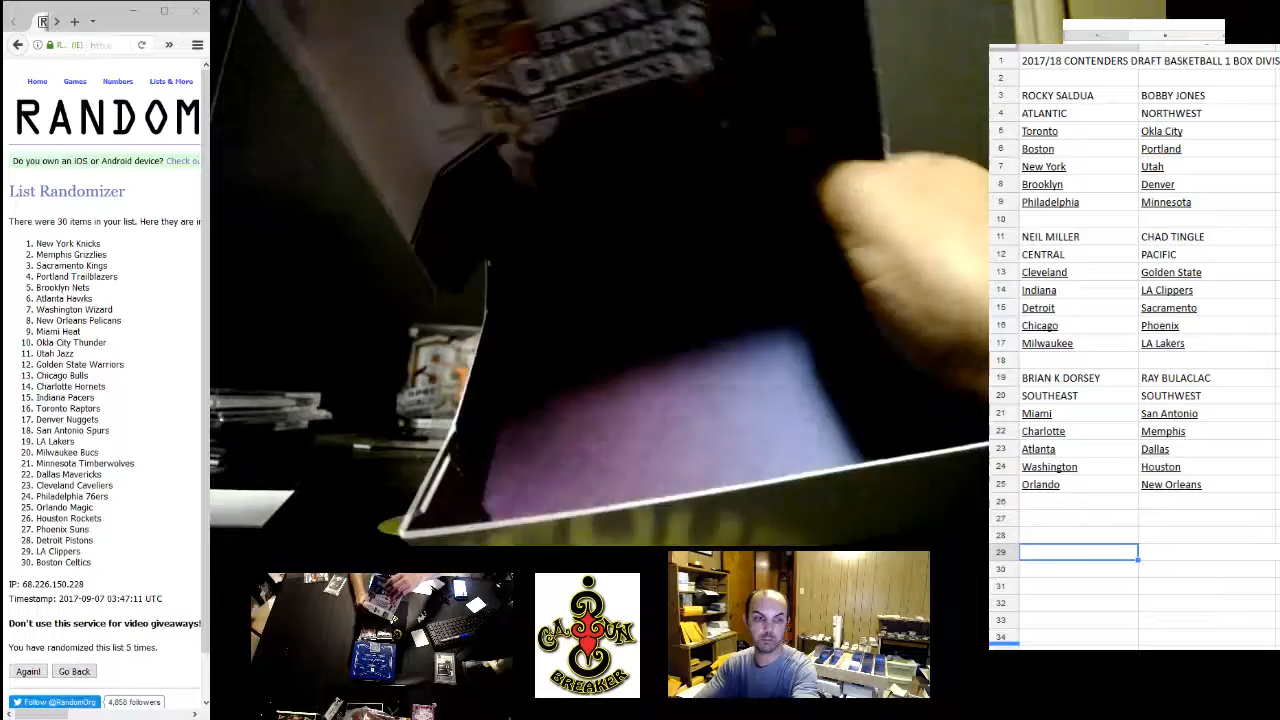 R... (IE)
https:
Home Games Numbers Lists & More
RANDOM
Do you own an iOS or Android device? Check
List Randomizer
There were 30 items in your list. Here they are
1. New York Knicks
2. Memphis Grizzlies
3. Sacramento Kings
4. Portland Trailblazers
5. Brooklyn Nets
6. Atlanta Hawks
7. Washington Wizard
8. New Orleans Pelicans
9. Miami Heat
10. Okla City Thunder
11. Utah Jazz
12. Golden State Warriors
13. Chicago Bulls
14. Charlotte Hornets
15. Indiana Pacers
16. Toronto Raptors
17. Denver Nuggets
18. San Antonio Spurs
19. LA Lakers
20. Milwaukee Bucs
21. Minnesota Timberwolves
22. Dallas Mavericks
23. Cleveland Cavaliers
24. Philadelphia 76ers
25. Orlando Magic
26. Houston Rockets
27. Phoenix Suns
28. Detroit Pistons
29. LA Clippers
30. Boston Celtics
IP: 68.226.150.228
Timestamp: 2017-09-07 03:47:11 UTC
Don't use this service for video giveaways!
You have randomized this list 5 times.
Again! Go Back
Follow @RandomOrg 4,858 followers
PANINI
CONTENDERS
CAJUN
BREAKER
1 2017/18 CONTENDERS DRAFT BASKETBALL 1 BOX DIVIS
2
3 ROCKY SALDUA BOBBY JONES
4 ATLANTIC NORTHWEST
5 Toronto Okla City
6 Boston Portland
7 New York Utah
8 Brooklyn Denver
9 Philadelphia Minnesota
10
11 NEIL MILLER CHAD TINGLE
12 CENTRAL PACIFIC
13 Cleveland Golden State
14 Indiana LA Clippers
15 Detroit Sacramento
16 Chicago Phoenix
17 Milwaukee LA Lakers
18
19 BRIAN K DORSEY RAY BULACLAC
20 SOUTHEAST SOUTHWEST
21 Miami San Antonio
22 Charlotte Memphis
23 Atlanta Dallas
24 Washington Houston
25 Orlando New Orleans
26
27
28
29
30
31
32
33
34